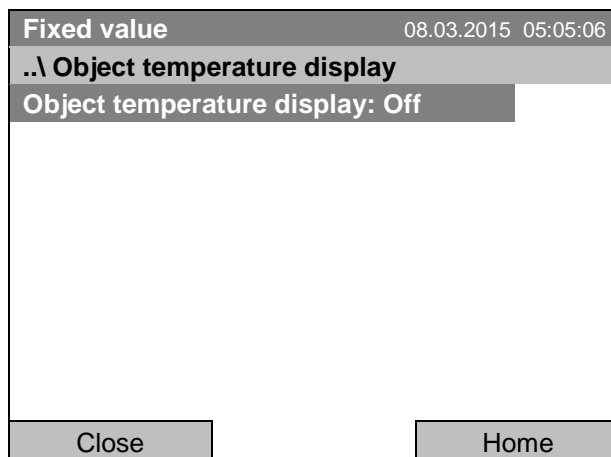 Fixed value 08.03.2015 05:05:06
..\ Object temperature display
Object temperature display: Off
Close Home